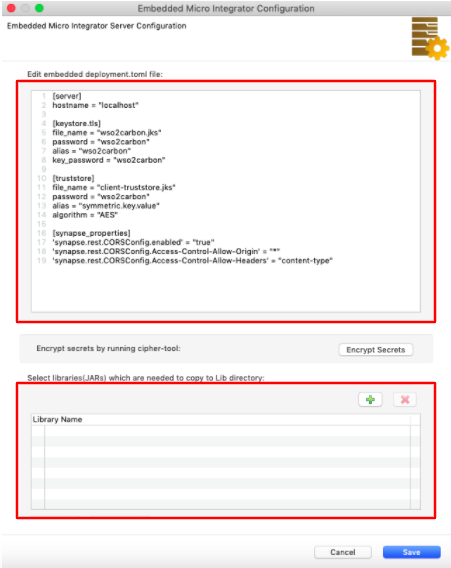 Embedded Micro Integrator Configuration
Embedded Micro Integrator Server Configuration
Edit embedded deployment.toml file:
1 [server]
2 hostname = "localhost"
3
4 [keystore.tls]
5 file_name = "wso2carbon.jks"
6 password = "wso2carbon"
7 alias = "wso2carbon"
8 key_password = "wso2carbon"
9
10 [truststore]
11 file_name = "client-truststore.jks"
12 password = "wso2carbon"
13 alias = "symmetric.key.value"
14 algorithm = "AES"
15
16 [synapse_properties]
17 'synapse.rest.CORSConfig.enabled' = "true"
18 'synapse.rest.CORSConfig.Access-Control-Allow-Origin' = "*"
19 'synapse.rest.CORSConfig.Access-Control-Allow-Headers' = "content-type"
Encrypt secrets by running cipher-tool:
Encrypt Secrets
Select libraries(JARs) which are needed to copy to Lib directory:
Library Name
Cancel
Save